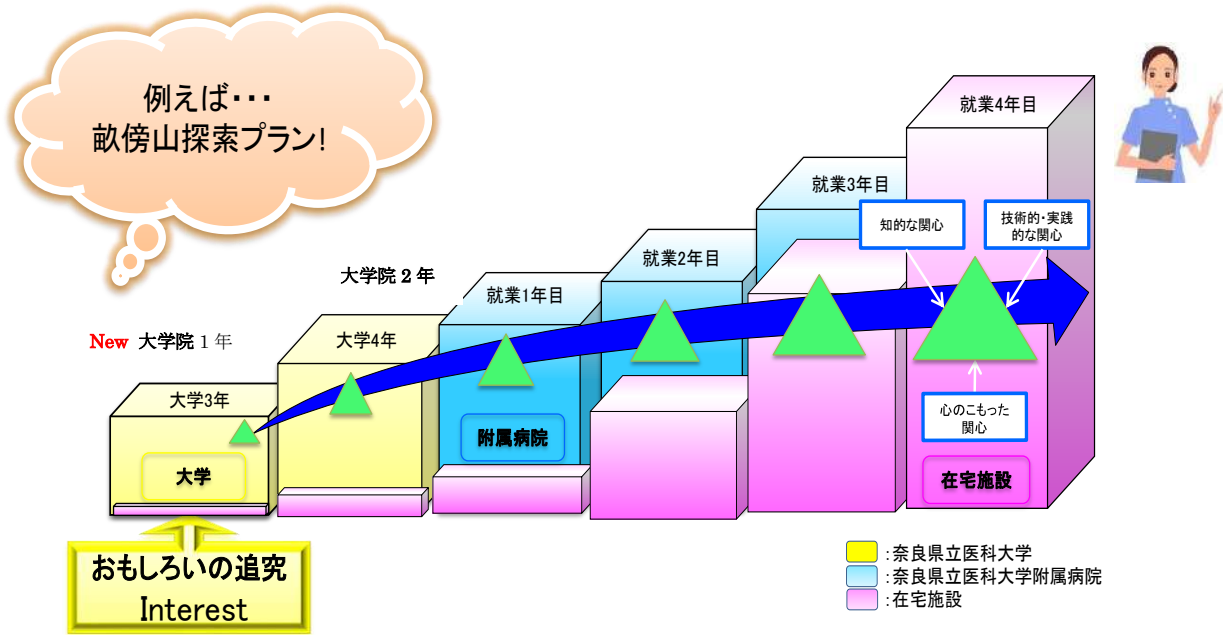 例えば・・・
畝傍山探索プラン!
New 大学院 1 年
大学院 2 年
大学3年
大学4年
就業1年目
就業2年目
就業3年目
就業4年目
知的な関心
技術的・実践
的な関心
心のこもった
関心
大学
附属病院
在宅施設
おもしろいの追究
Interest
:奈良県立医科大学
:奈良県立医科大学附属病院
:在宅施設